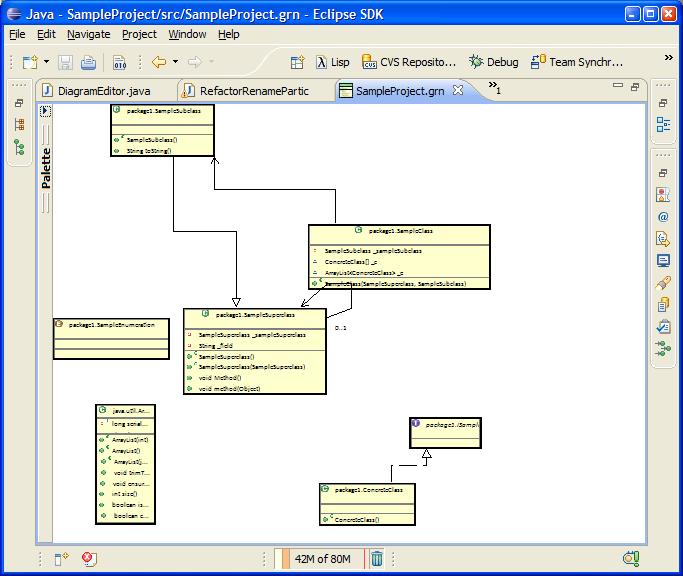 Java - SampleProject/src/SampleProject.grn - Eclipse SDK
File Edit Navigate Project Window Help
Lisp CVS Reposito... Debug Team Synchr... »
DiagramEditor.java RefactorRenamePartic SampleProject.grn »1
Palette
package1.SampleSubclass
SampleSubclass()
String toString()
package1.SampleClass
SampleSubclass _sampleSubclass
ConcreteClass[] _c
ArrayList<ConcreteClass> _c
SampleClass(SampleSuperclass, SampleSubclass)
package1.SampleSuperclass
SampleSuperclass _sampleSuperclass
String _field
SampleSuperclass()
SampleSuperclass(SampleSuperclass)
void Method()
void method(Object)
0..1
package1.SampleEnumeration
java.util.Ar...
long serial...
ArrayList(int)
ArrayList()
ArrayList(j...
void trimT...
void ensur...
int size()
boolean is...
boolean c...
package1.ISampl
package1.ConcreteClass
ConcreteClass()
42M of 80M